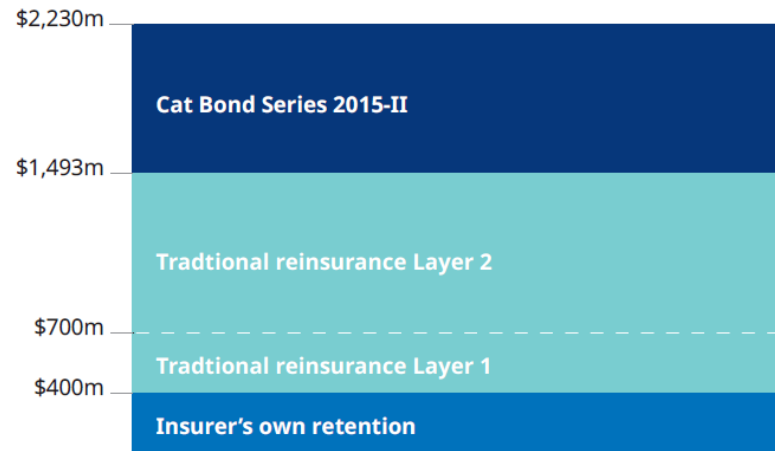 $2,230m
Cat Bond Series 2015-II
$1,493m
Tradtional reinsurance Layer 2
$700m
Tradtional reinsurance Layer 1
$400m
Insurer’s own retention